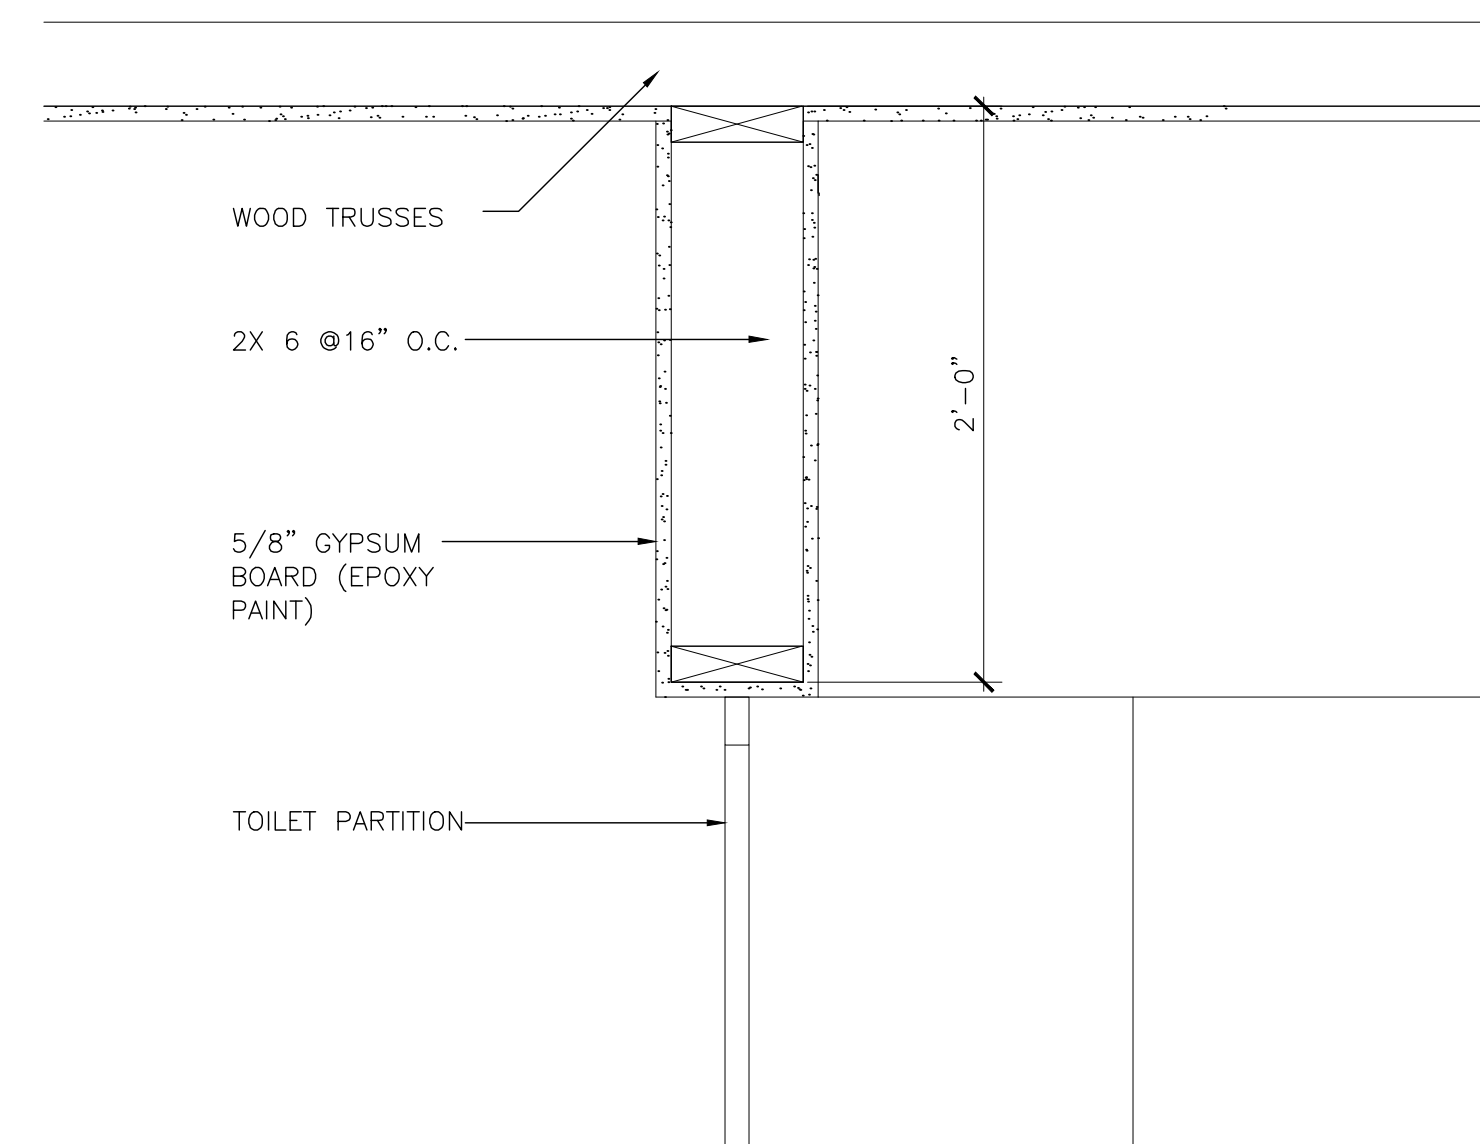 WOOD TRUSSES
2X 6 @16” O.C.
2’-0”
5/8” GYPSUM
BOARD (EPOXY
PAINT)
TOILET PARTITION